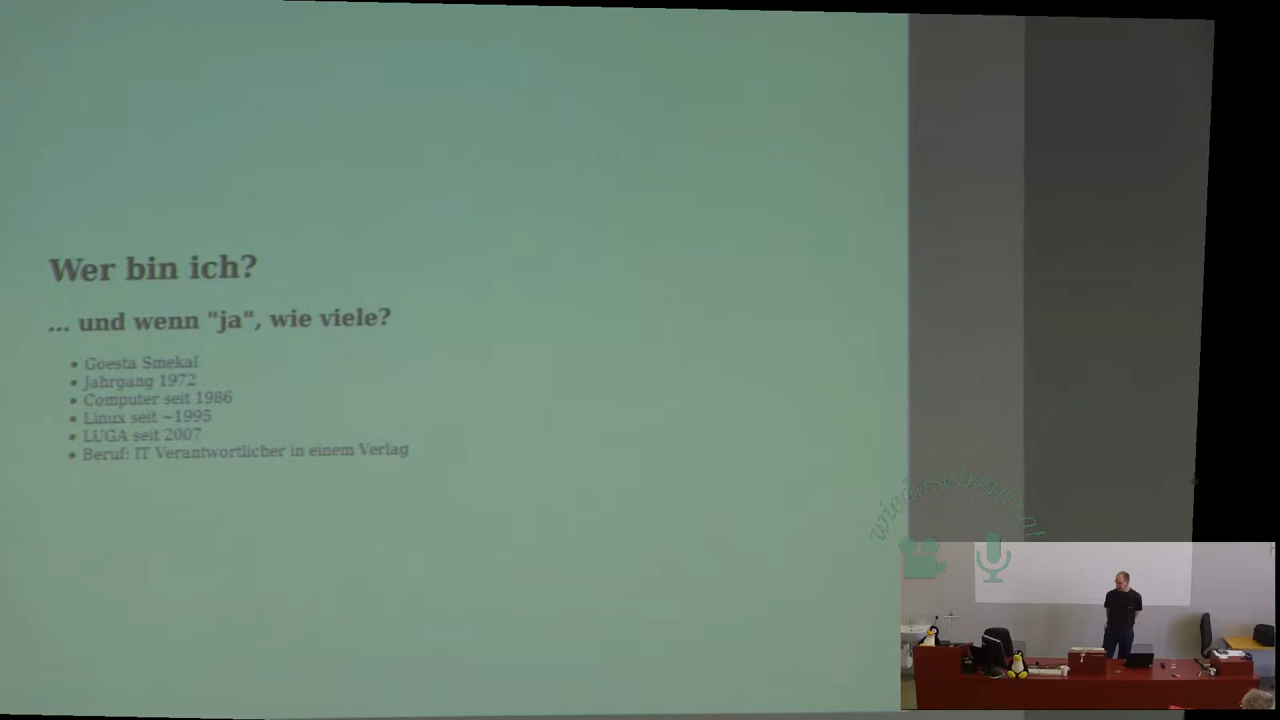 Wer bin ich?
... und wenn "ja", wie viele?
• Goesta Smekal
• Jahrgang 1972
• Computer seit 1986
• Linux seit ~1995
• LUGA seit 2007
• Beruf: IT Verantwortlicher in einem Verlag